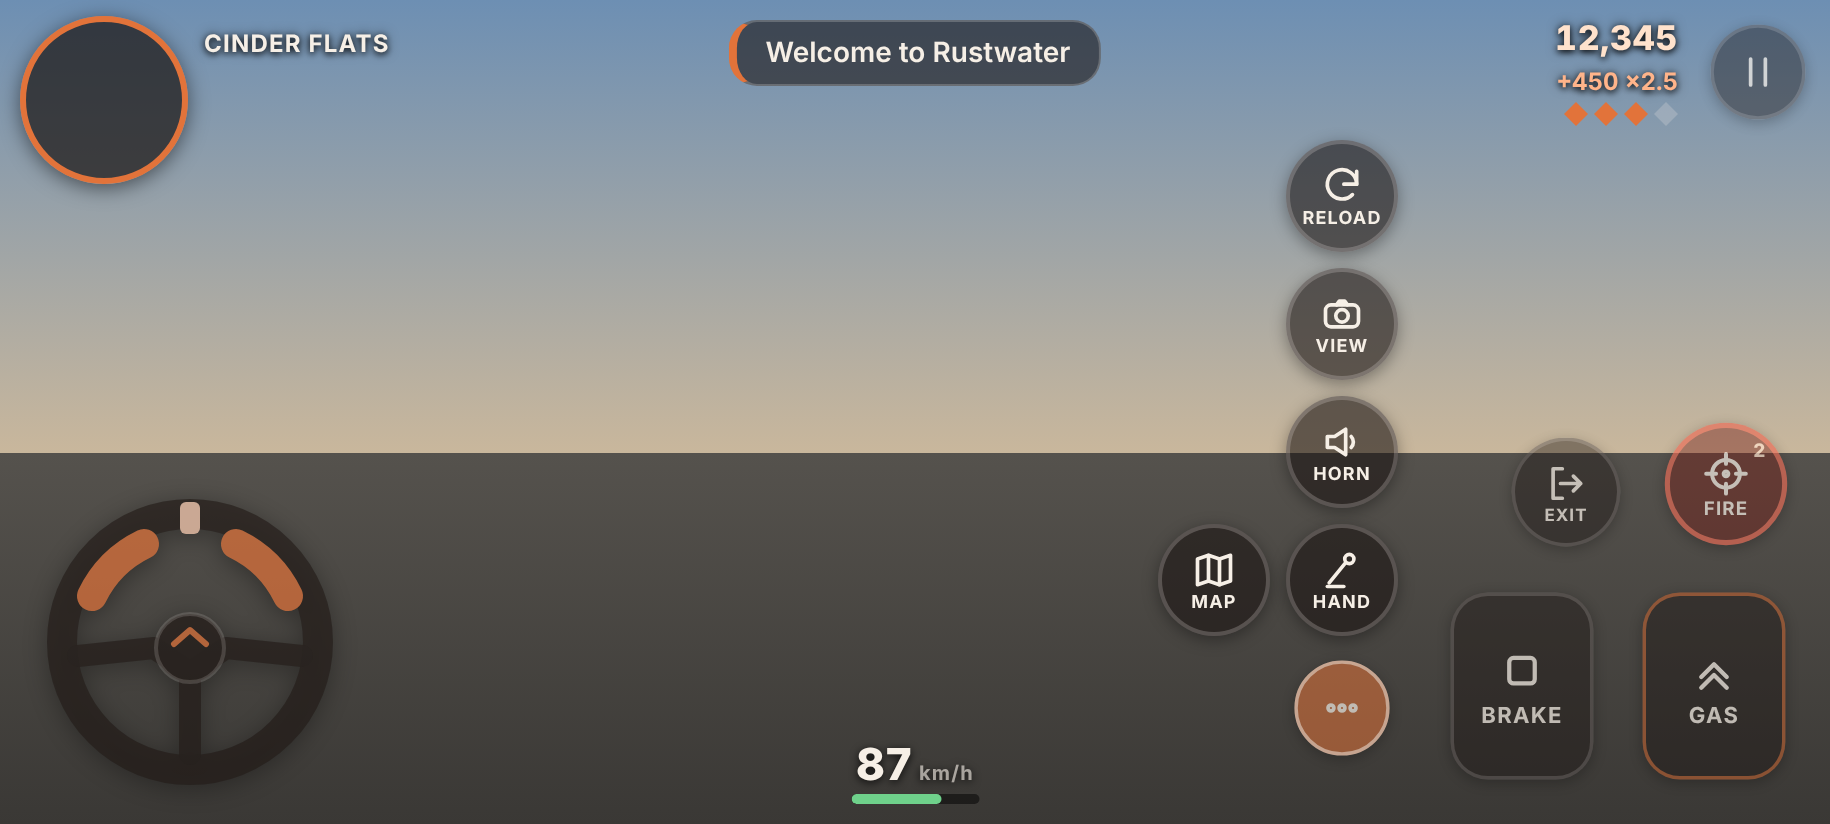 CINDER FLATS
Welcome to Rustwater
12,345
+450 ×2.5
RELOAD
VIEW
HORN
2
EXIT
FIRE
MAP
HAND
BRAKE
GAS
87 km/h